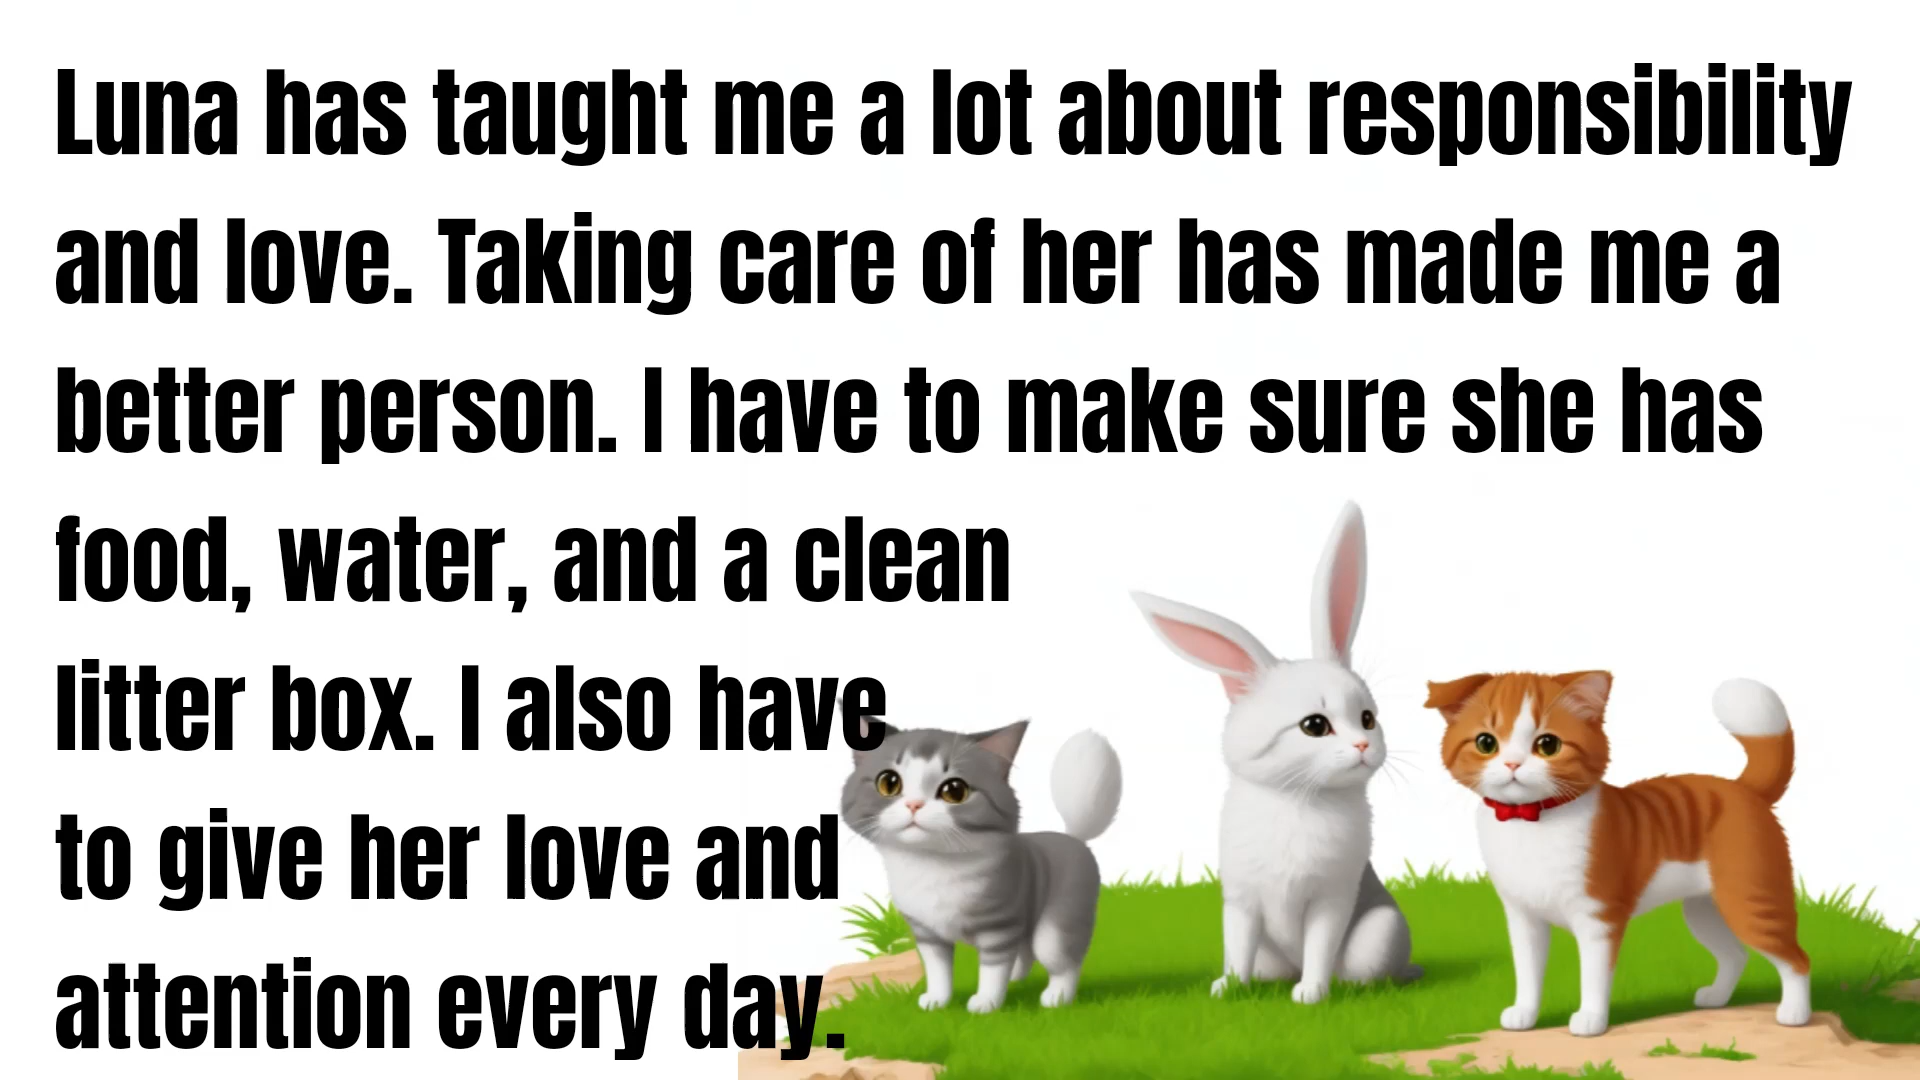 Luna has taught me a lot about responsibility
and love. Taking care of her has made me a
better person. I have to make sure she has
food, water, and a clean
litter box. I also have
to give her love and
attention every day.